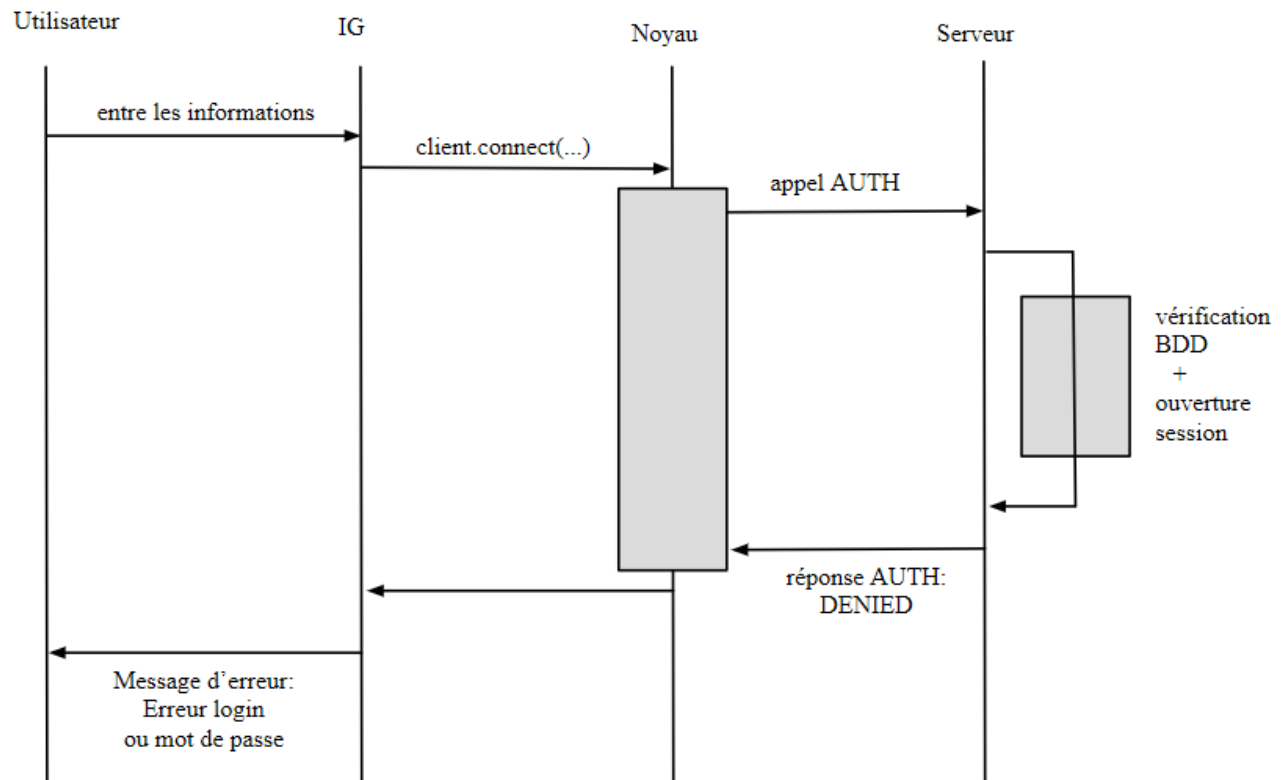 Utilisateur
IG
Noyau
Serveur
entre les informations
client.connect(...)
appel AUTH
vérification
BDD
+
ouverture
session
réponse AUTH:
DENIED
Message d’erreur:
Erreur login
ou mot de passe